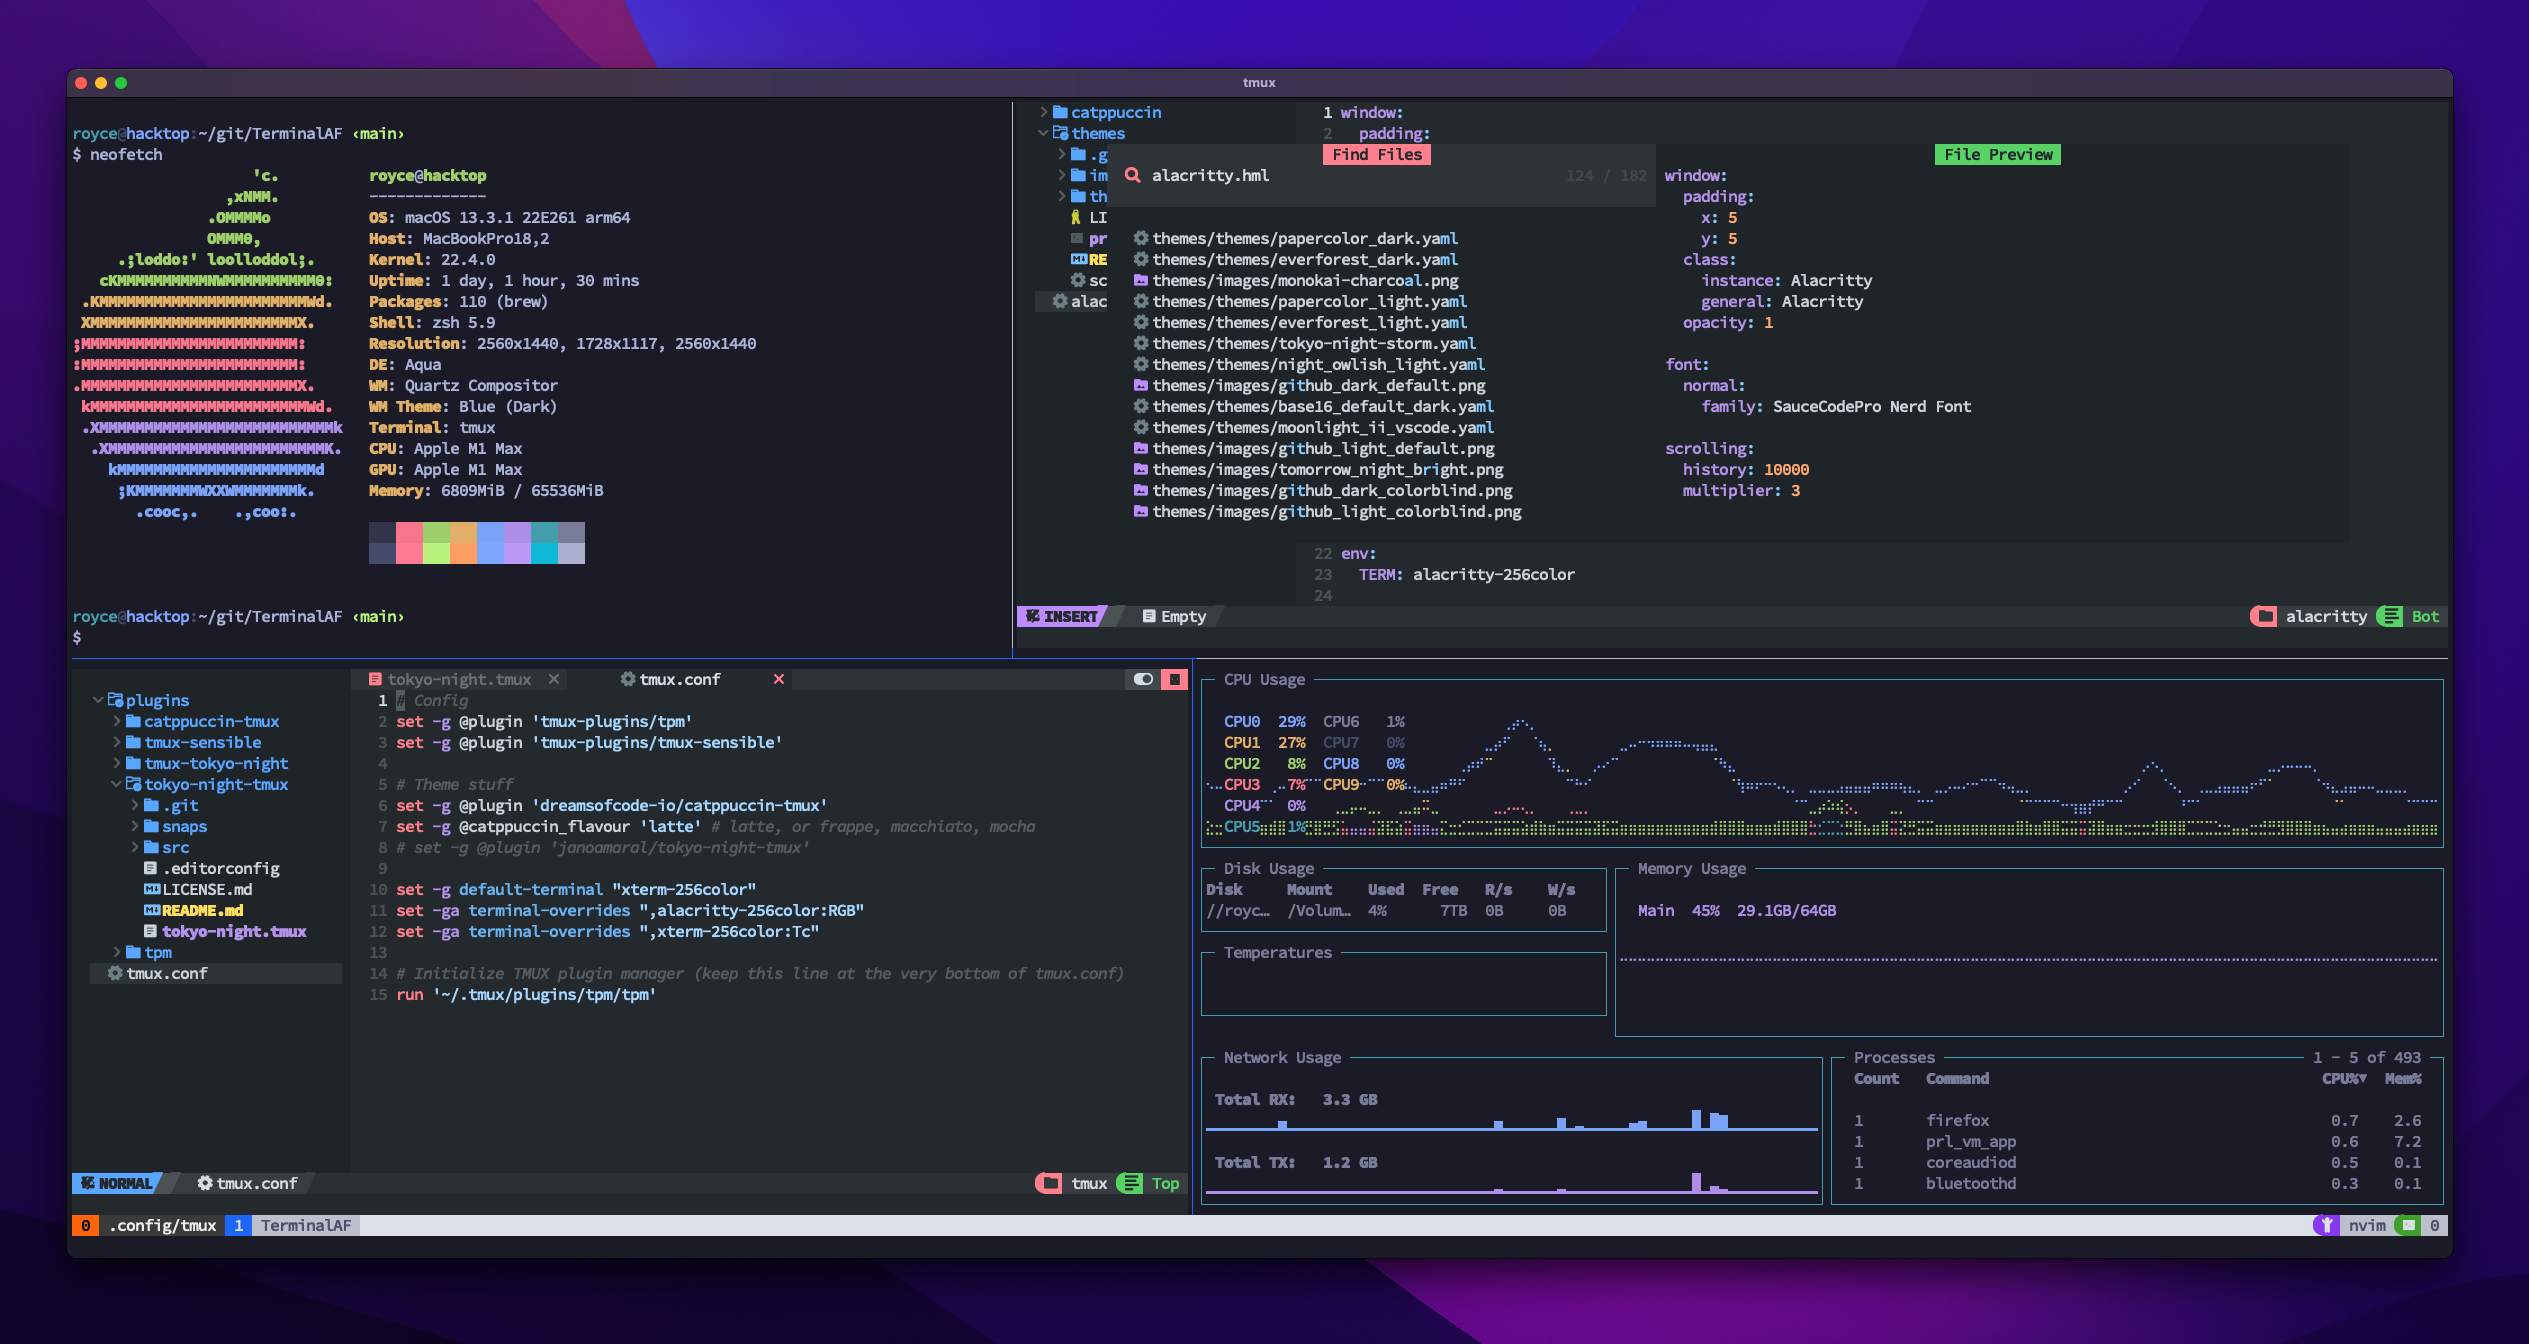 tmux
royce@hacktop:~/git/TerminalAF ‹main›
$ neofetch
'c.
,xNMM.
.OMMMMo
OMMM0,
.;loddo:' loolloddol;.
cKMMMMMMMMMMNWMMMMMMMMMM0:
.KMMMMMMMMMMMMMMMMMMMMMMMWd.
XMMMMMMMMMMMMMMMMMMMMMMMX.
;MMMMMMMMMMMMMMMMMMMMMMMM:
:MMMMMMMMMMMMMMMMMMMMMMMM:
.MMMMMMMMMMMMMMMMMMMMMMMMX.
kMMMMMMMMMMMMMMMMMMMMMMMMWd.
.XMMMMMMMMMMMMMMMMMMMMMMMMMMk
.XMMMMMMMMMMMMMMMMMMMMMMMMK.
kMMMMMMMMMMMMMMMMMMMMMMd
;KMMMMMMMWXXWMMMMMMMk.
.cooc,.    .,coo:.
royce@hacktop
-------------
OS: macOS 13.3.1 22E261 arm64
Host: MacBookPro18,2
Kernel: 22.4.0
Uptime: 1 day, 1 hour, 30 mins
Packages: 110 (brew)
Shell: zsh 5.9
Resolution: 2560x1440, 1728x1117, 2560x1440
DE: Aqua
WM: Quartz Compositor
WM Theme: Blue (Dark)
Terminal: tmux
CPU: Apple M1 Max
GPU: Apple M1 Max
Memory: 6809MiB / 65536MiB
royce@hacktop:~/git/TerminalAF ‹main›
$
catppuccin
themes
.g
im
th
LI
pr
RE
sc
alac
1 window:
2 padding:
Find Files
alacritty.hml 124 / 182
themes/themes/papercolor_dark.yaml
themes/themes/everforest_dark.yaml
themes/images/monokai-charcoal.png
themes/themes/papercolor_light.yaml
themes/themes/everforest_light.yaml
themes/themes/tokyo-night-storm.yaml
themes/themes/night_owlish_light.yaml
themes/images/github_dark_default.png
themes/themes/base16_default_dark.yaml
themes/themes/moonlight_ii_vscode.yaml
themes/images/github_light_default.png
themes/images/tomorrow_night_bright.png
themes/images/github_dark_colorblind.png
themes/images/github_light_colorblind.png
File Preview
window:
padding:
x: 5
y: 5
class:
instance: Alacritty
general: Alacritty
opacity: 1
font:
normal:
family: SauceCodePro Nerd Font
scrolling:
history: 10000
multiplier: 3
22 env:
23 TERM: alacritty-256color
24
INSERT Empty alacritty Bot
plugins
catppuccin-tmux
tmux-sensible
tmux-tokyo-night
tokyo-night-tmux
.git
snaps
src
.editorconfig
LICENSE.md
README.md
tokyo-night.tmux
tpm
tmux.conf
tokyo-night.tmux tmux.conf
1 # Config
2 set -g @plugin 'tmux-plugins/tpm'
3 set -g @plugin 'tmux-plugins/tmux-sensible'
4
5 # Theme stuff
6 set -g @plugin 'dreamsofcode-io/catppuccin-tmux'
7 set -g @catppuccin_flavour 'latte' # latte, or frappe, macchiato, mocha
8 # set -g @plugin 'janoamaral/tokyo-night-tmux'
9
10 set -g default-terminal "xterm-256color"
11 set -ga terminal-overrides ",alacritty-256color:RGB"
12 set -ga terminal-overrides ",xterm-256color:Tc"
13
14 # Initialize TMUX plugin manager (keep this line at the very bottom of tmux.conf)
15 run '~/.tmux/plugins/tpm/tpm'
NORMAL tmux.conf tmux Top
CPU Usage
CPU0 29% CPU6 1%
CPU1 27% CPU7 0%
CPU2 8% CPU8 0%
CPU3 7% CPU9 0%
CPU4 0%
CPU5 1%
Disk Usage
Disk Mount Used Free R/s W/s
//royc… /Volum… 4% 7TB 0B 0B
Memory Usage
Main 45% 29.1GB/64GB
Temperatures
Network Usage
Total RX: 3.3 GB
Total TX: 1.2 GB
Processes 1 - 5 of 493
Count Command CPU%▼ Mem%
1 firefox 0.7 2.6
1 prl_vm_app 0.6 7.2
1 coreaudiod 0.5 0.1
1 bluetoothd 0.3 0.1
0 .config/tmux 1 TerminalAF nvim 0